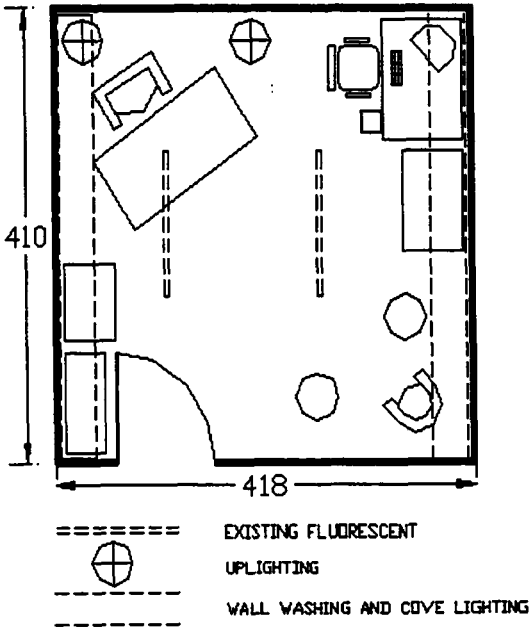 410
418
EXISTING FLUORESCENT
UPLIGHTING
WALL WASHING AND COVE LIGHTING